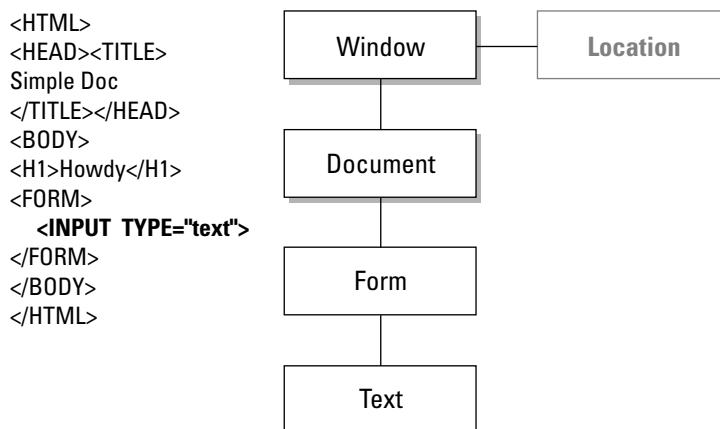 <HTML>
<HEAD><TITLE>
Simple Doc
</TITLE></HEAD>
<BODY>
<H1>Howdy</H1>
<FORM>
<INPUT TYPE="text">
</FORM>
</BODY>
</HTML>
Window
Location
Document
Form
Text